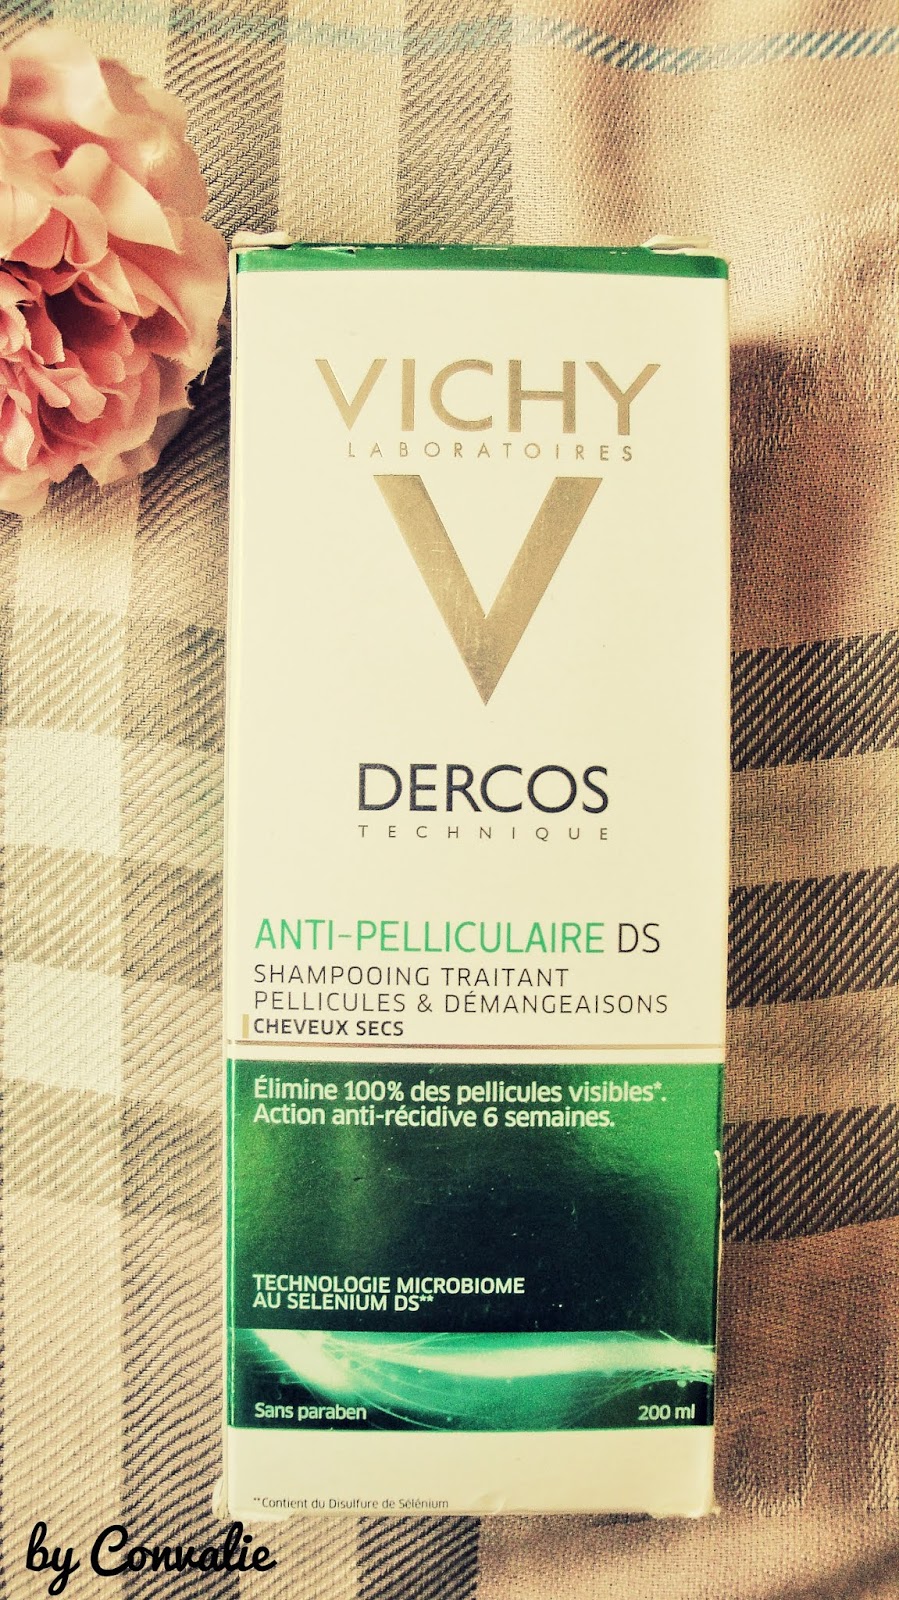 VICHY
LABORATOIRES
V
DERCOS
TECHNIQUE
ANTI-PELLICULAIRE DS
SHAMPOOING TRAITANT
PELLICULES & DÉMANGEAISONS
CHEVEUX SECS
Élimine 100% des pellicules visibles*.
Action anti-récidive 6 semaines.
TECHNOLOGIE MICROBIOME
AU SELENIUM DS**
Sans paraben 200 ml
**Contient du Disulfure de Sélénium
by Convalie